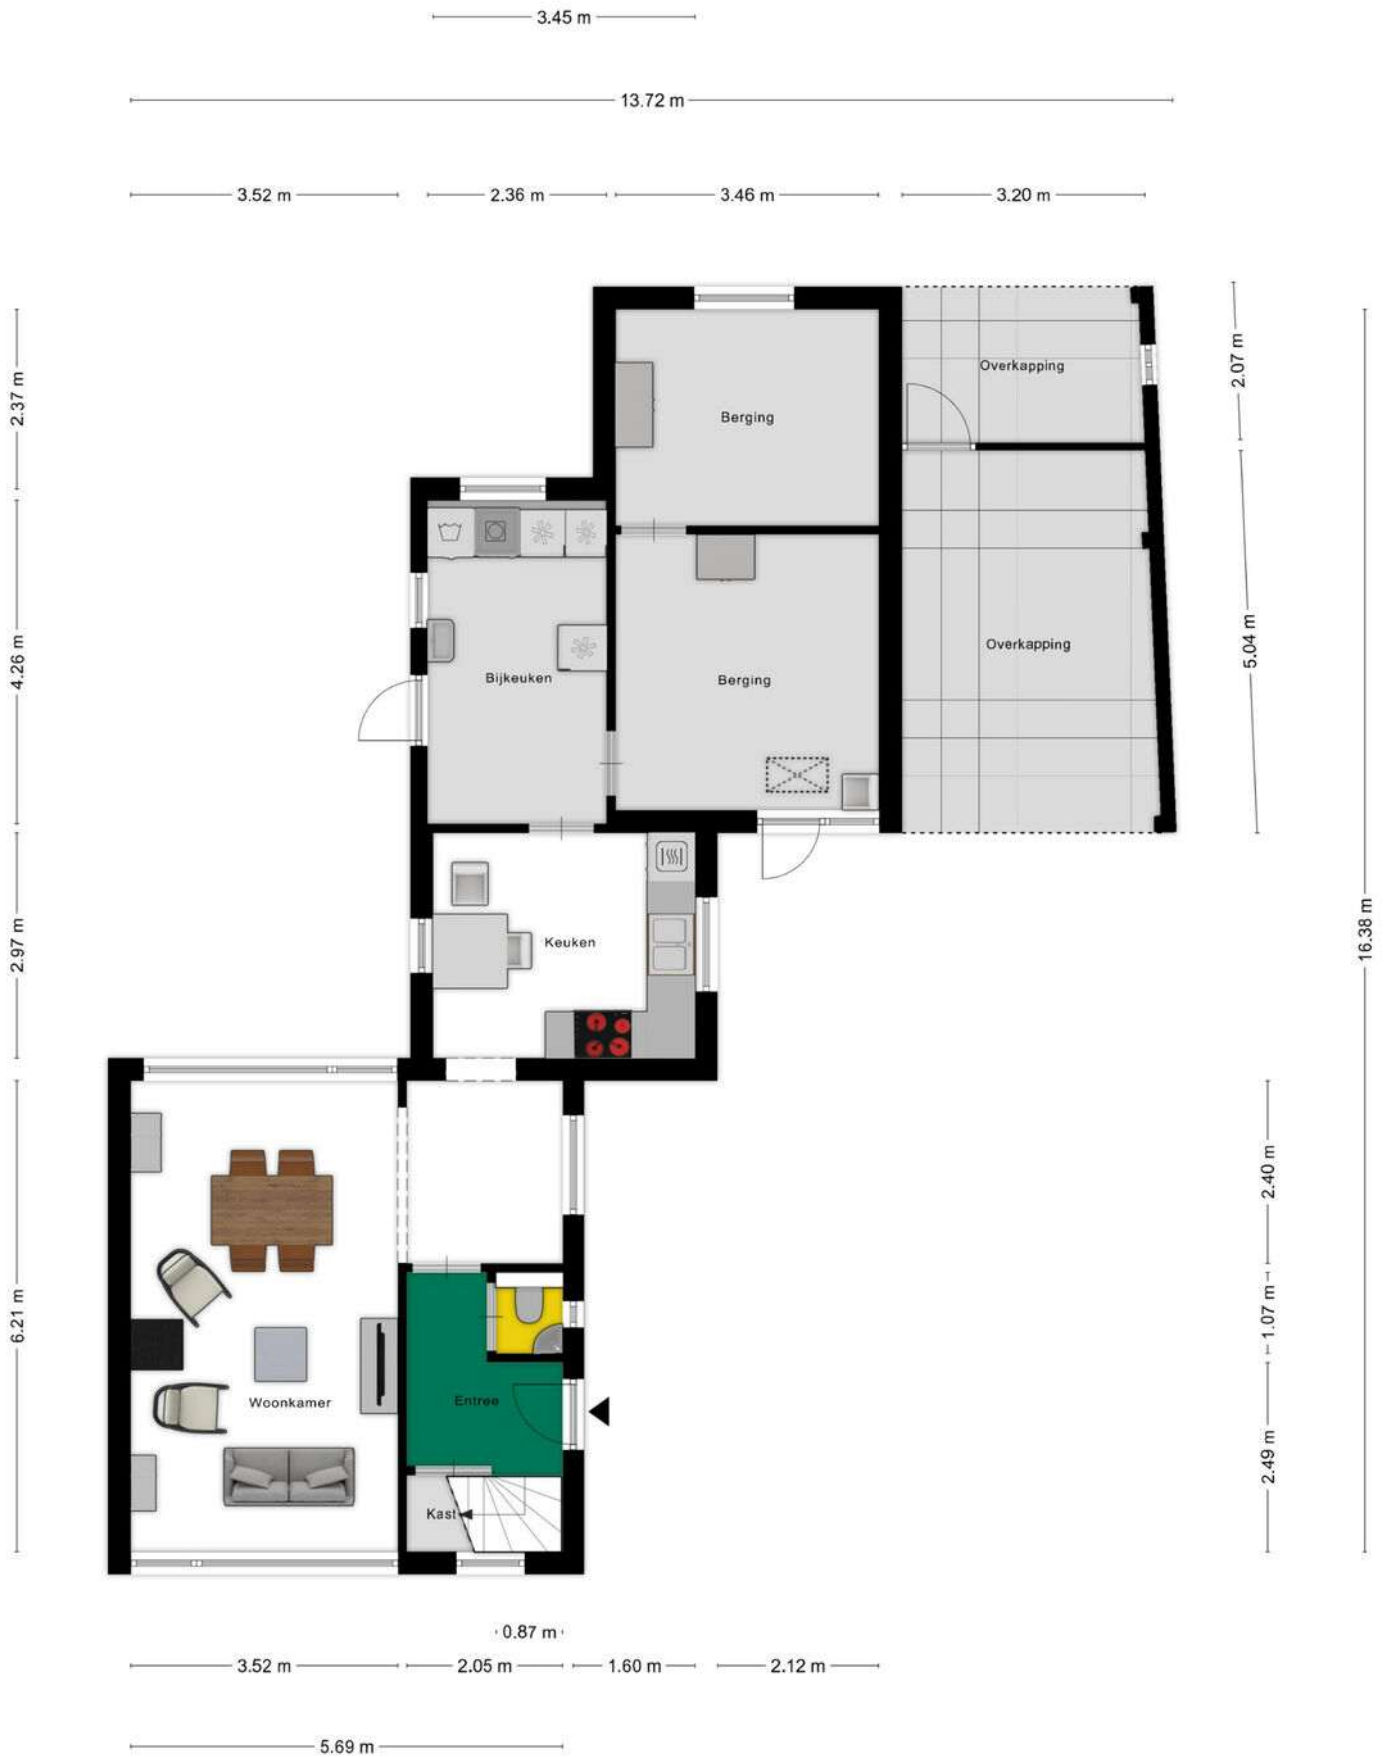 3.45 m
13.72 m
3.52 m
2.36 m
3.46 m
3.20 m
2.37 m
4.26 m
2.97 m
6.21 m
2.07 m
5.04 m
16.38 m
2.40 m
1.07 m
2.49 m
Overkapping
Berging
Overkapping
Bijkeuken
Berging
Keuken
Woonkamer
Entree
Kast
0.87 m
3.52 m
2.05 m
1.60 m
2.12 m
5.69 m